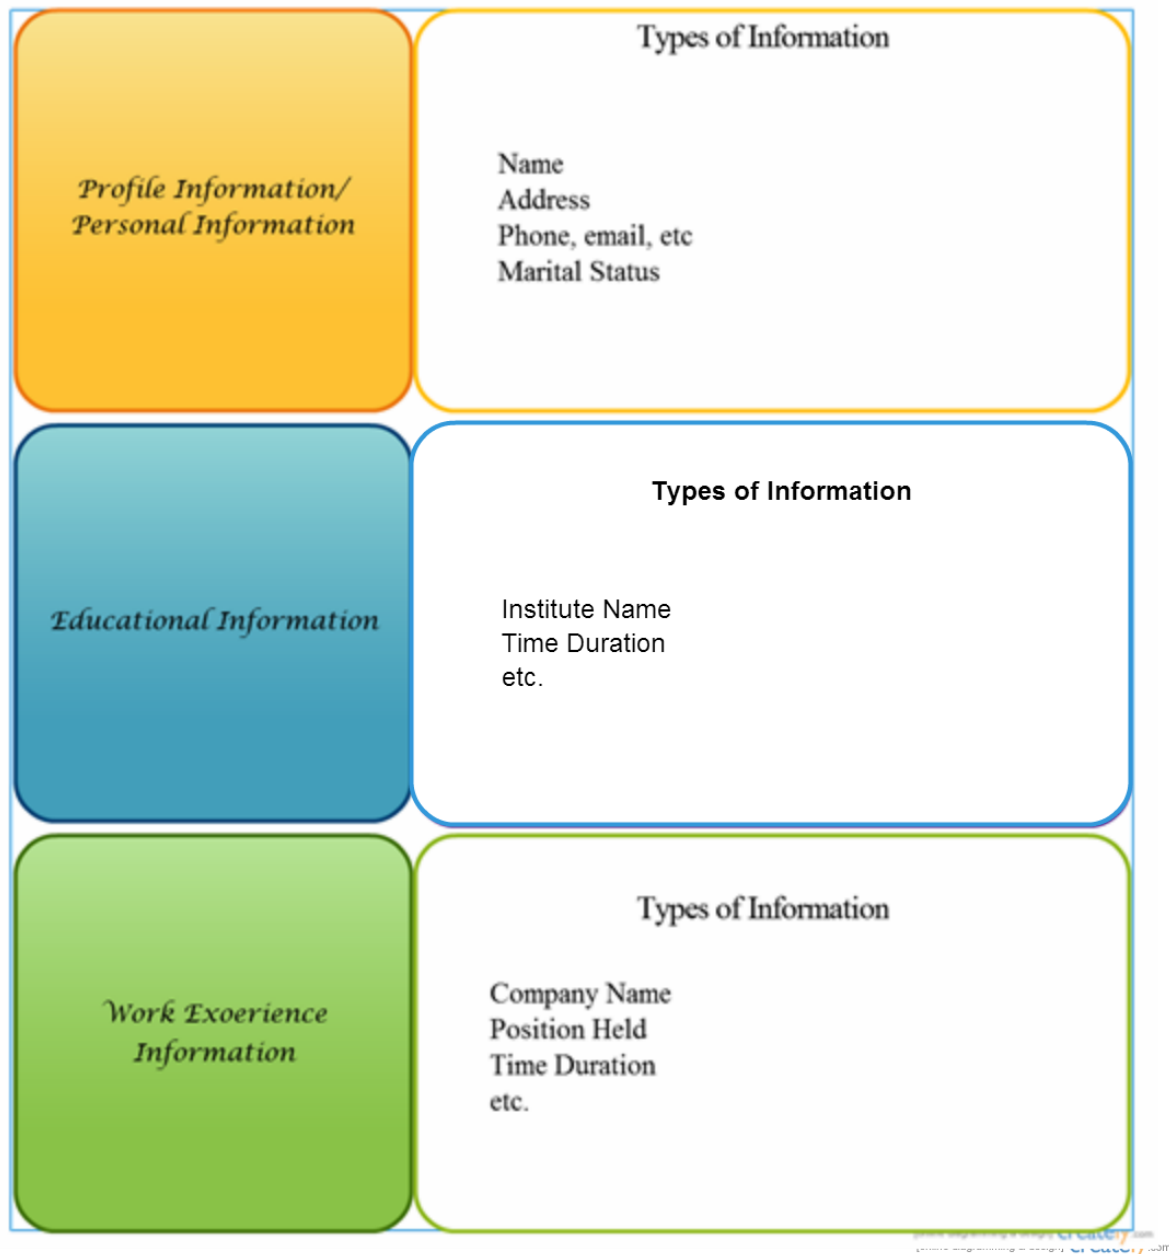 Types of Information
Profile Information/
Personal Information
Name
Address
Phone, email, etc
Marital Status
Types of Information
Educational Information
Institute Name
Time Duration
etc.
Types of Information
Work Exoerience
Information
Company Name
Position Held
Time Duration
etc.